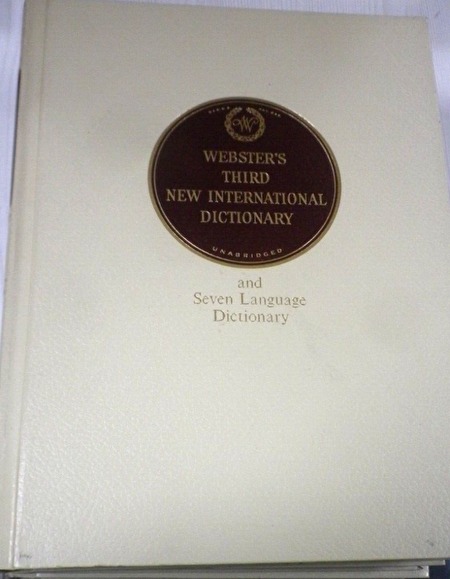 W
WEBSTER'S
THIRD
NEW INTERNATIONAL
DICTIONARY
UNABRIDGED
and
Seven Language
Dictionary